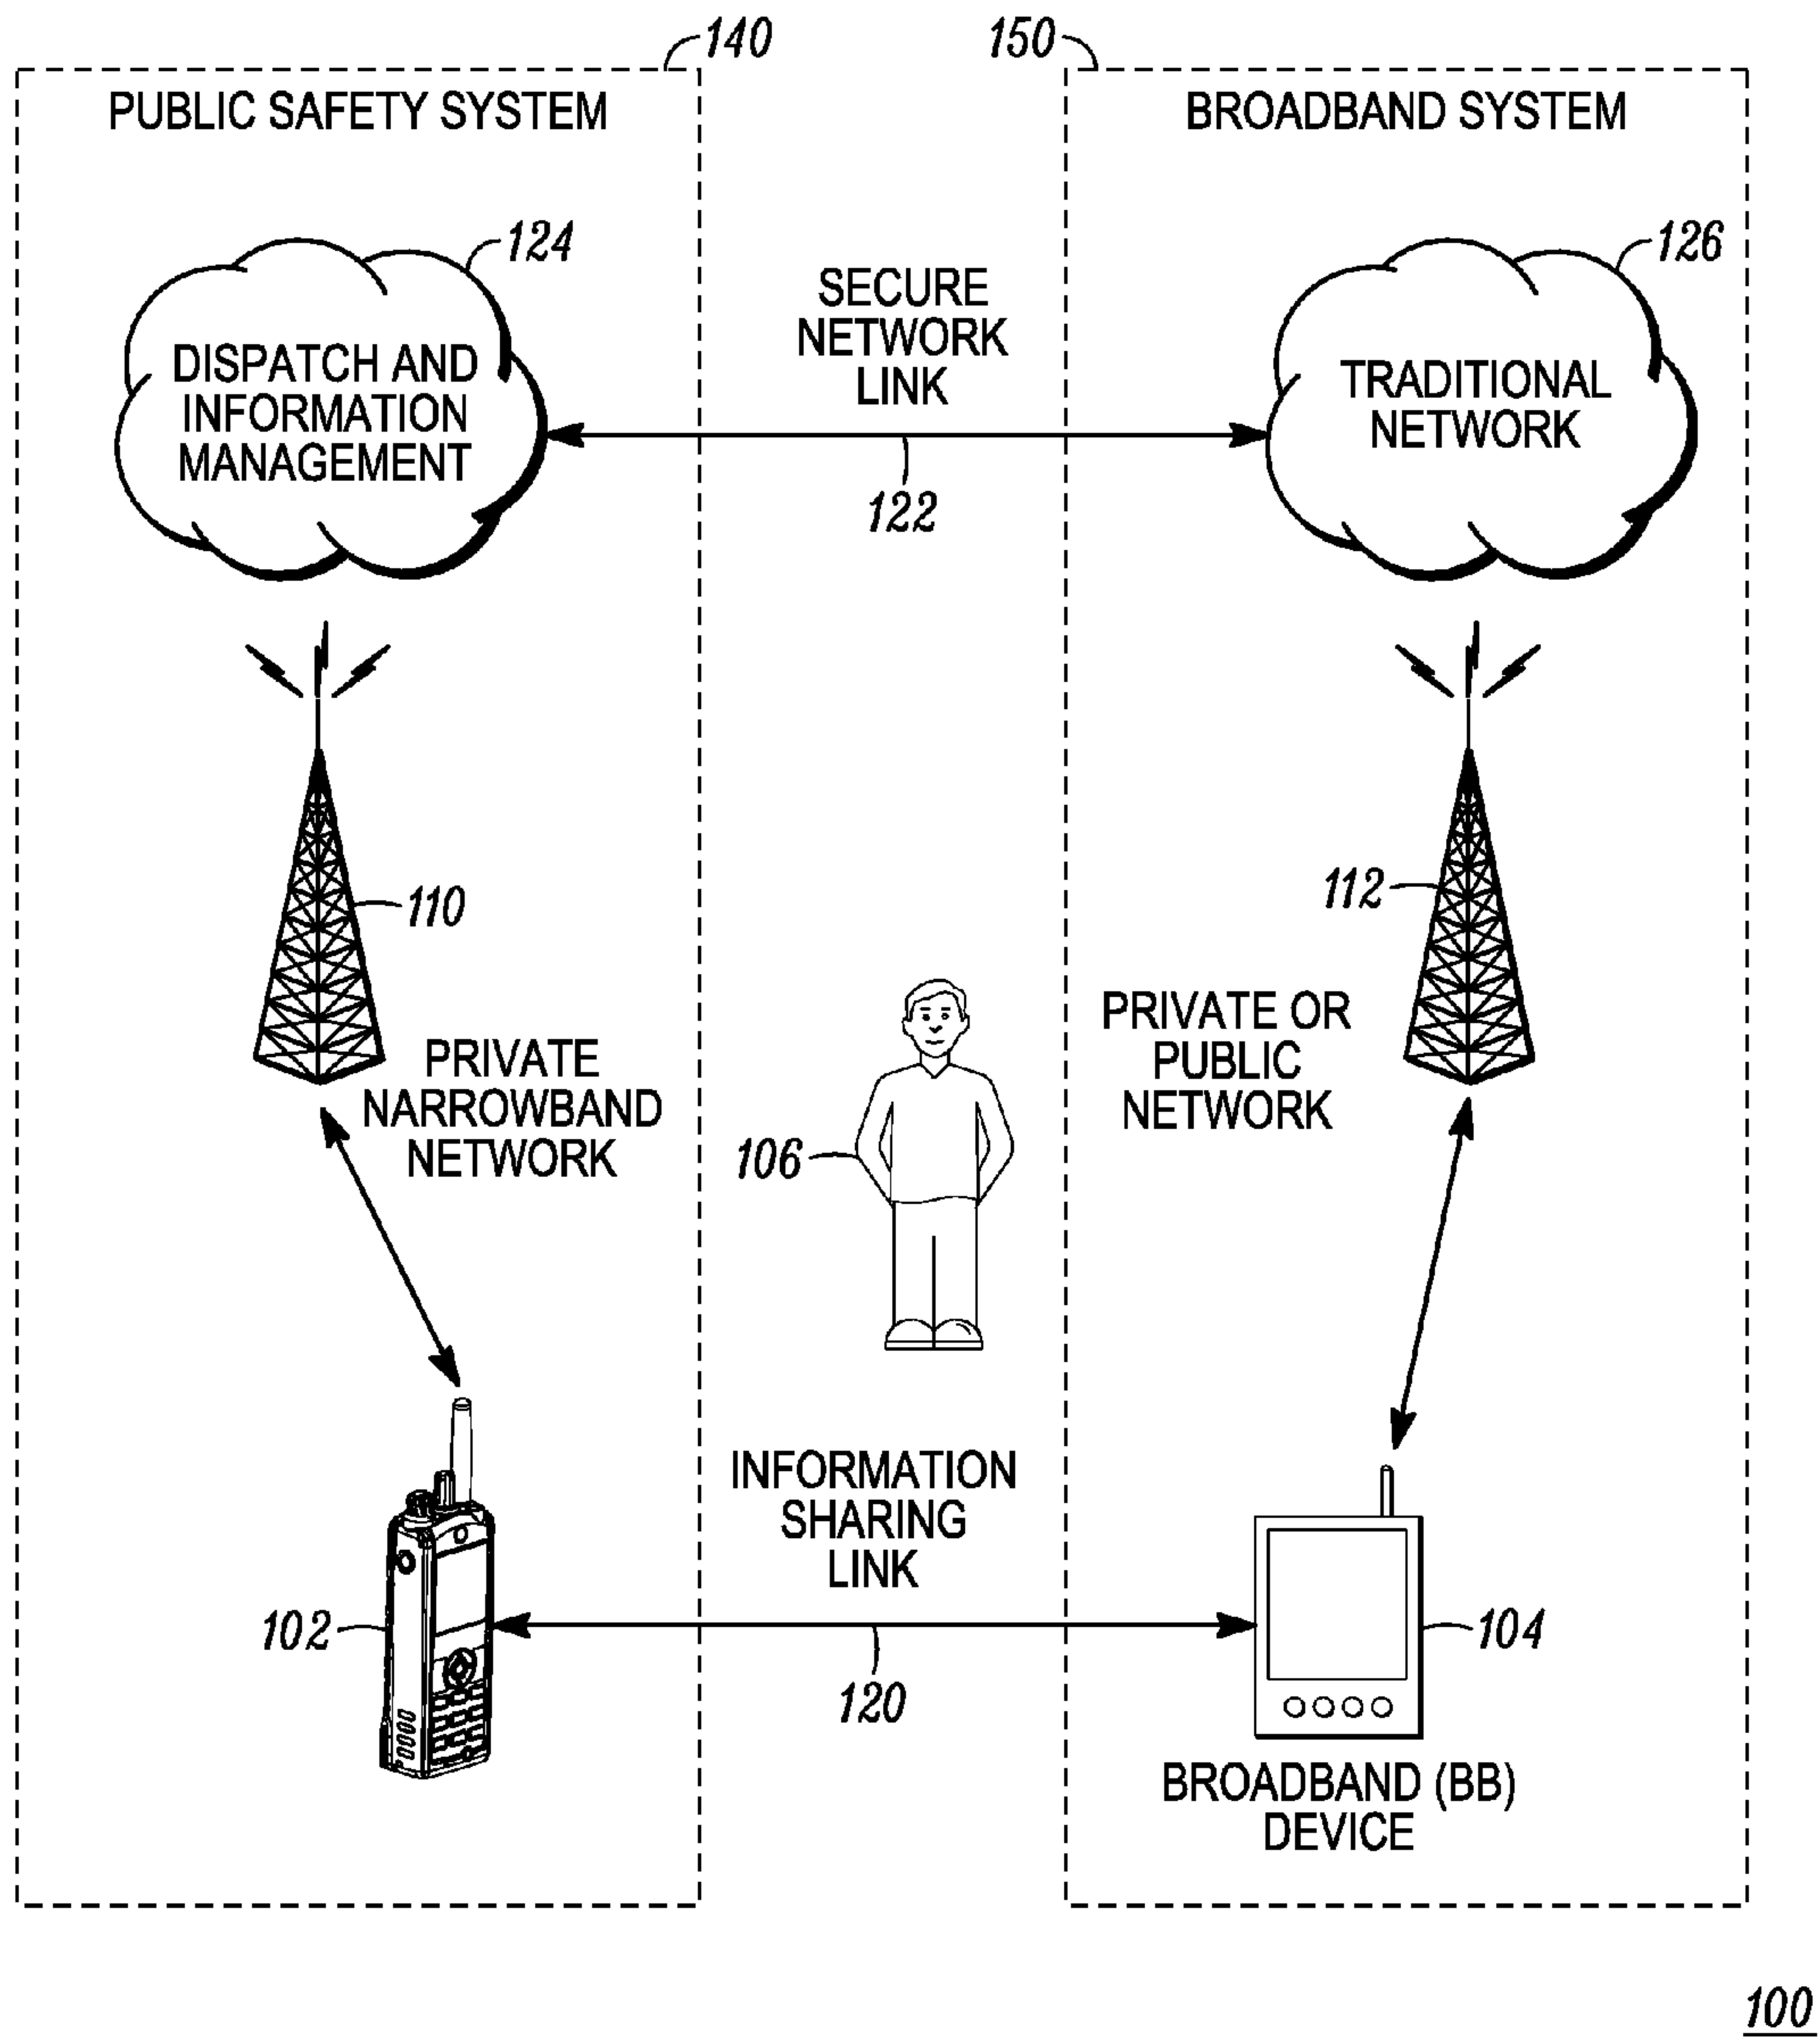 140
150
PUBLIC SAFETY SYSTEM
BROADBAND SYSTEM
124
126
DISPATCH AND
INFORMATION
MANAGEMENT
SECURE
NETWORK
LINK
122
TRADITIONAL
NETWORK
110
112
PRIVATE
NARROWBAND
NETWORK
106
PRIVATE OR
PUBLIC
NETWORK
102
INFORMATION
SHARING
LINK
120
104
BROADBAND (BB)
DEVICE
100